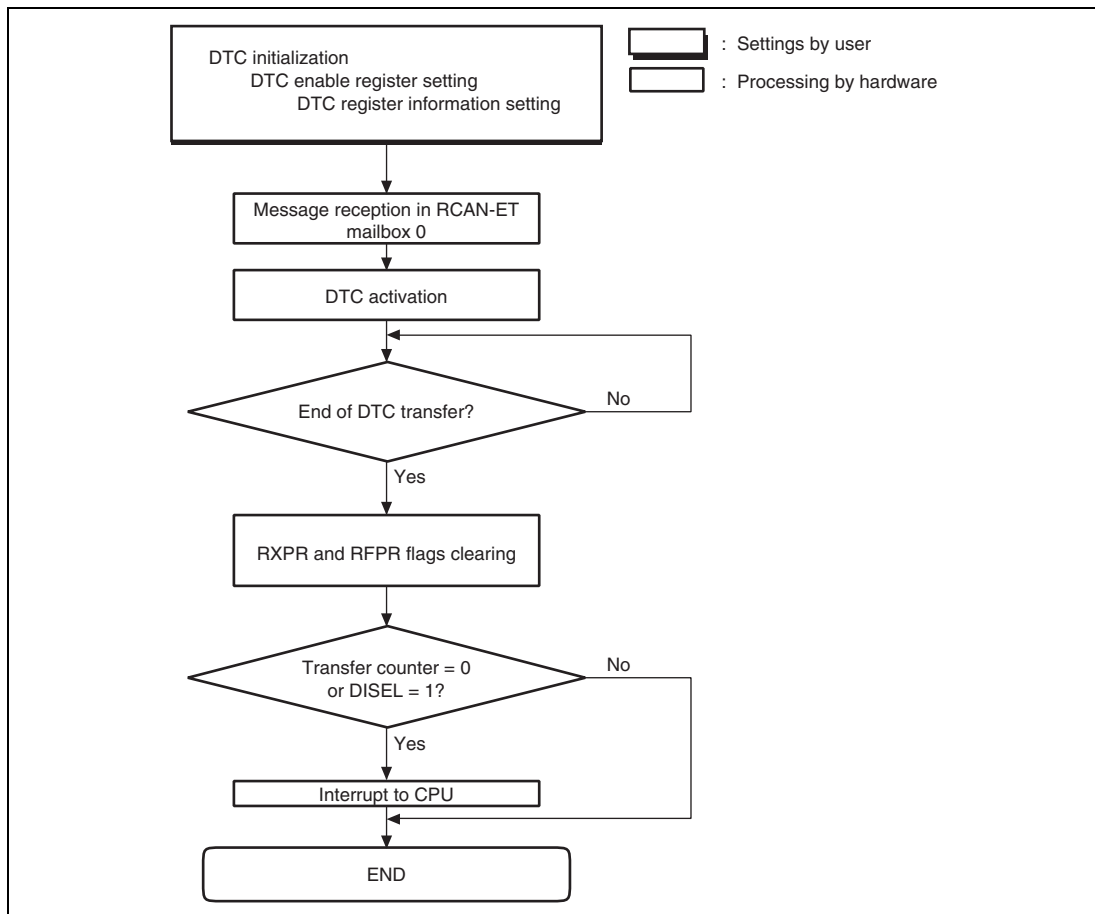 DTC initialization
DTC enable register setting
DTC register information setting
: Settings by user
: Processing by hardware
Message reception in RCAN-ET
mailbox 0
DTC activation
End of DTC transfer?
No
Yes
RXPR and RFPR flags clearing
Transfer counter = 0
or DISEL = 1?
No
Yes
Interrupt to CPU
END